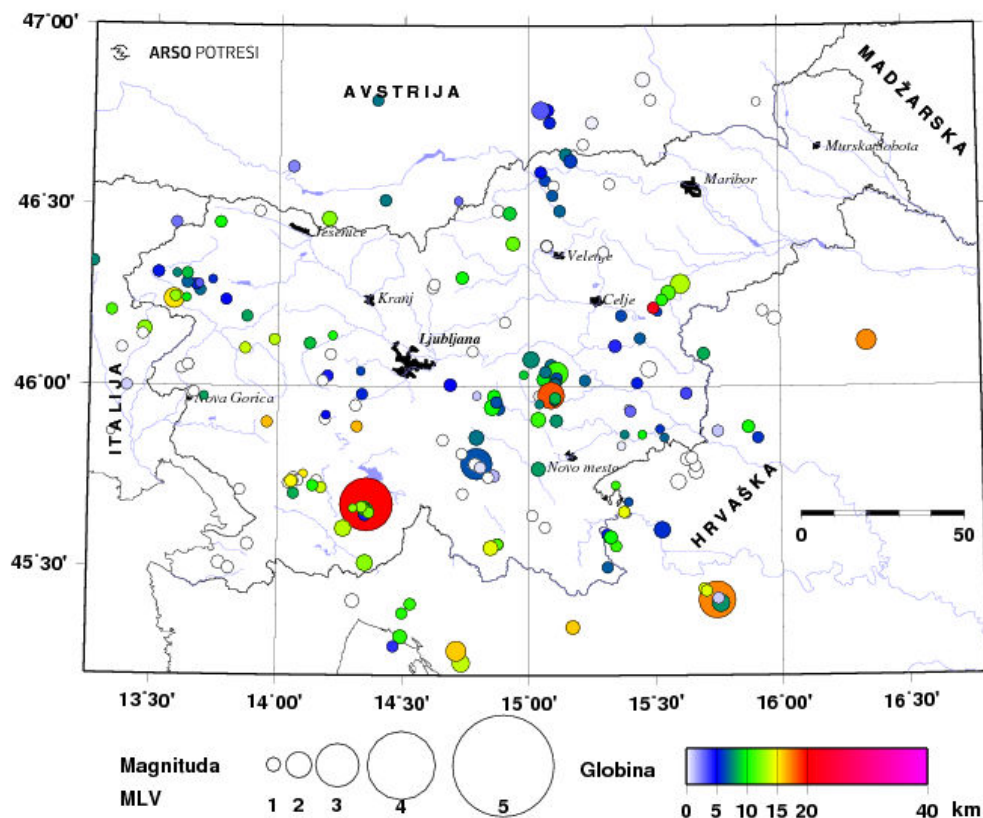 47°00'
46°30'
46°00'
45°30'
ARSO POTRESI
AVSTRIJA
MADŽARSKA
Murska Sobota
Maribor
Jesenice
Velenje
Kranj
Celje
Ljubljana
ITALIJA
Nova Gorica
Novo mesto
HRVAŠKA
0
50
13°30'
14°00'
14°30'
15°00'
15°30'
16°00'
16°30'
Magnituda
MLV
1 2 3 4 5
Globina
0 5 10 15 20 40 km